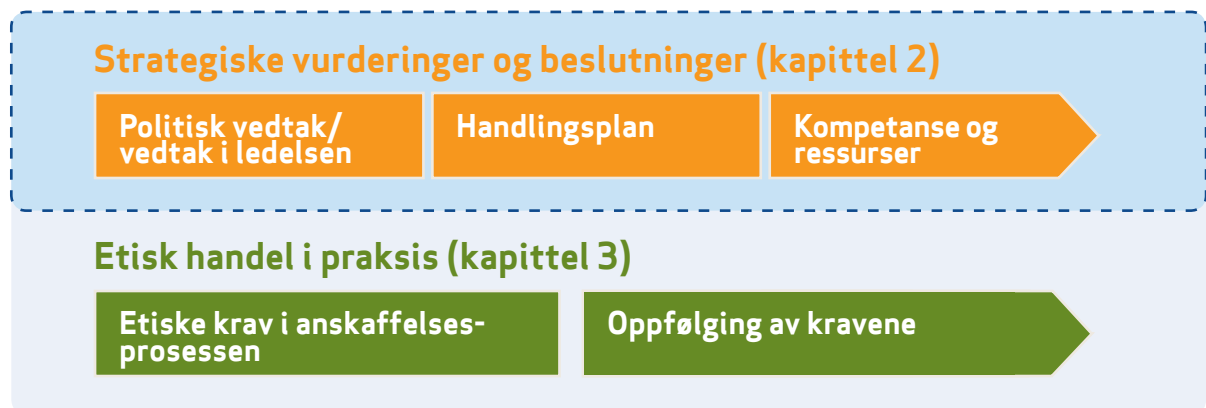 Strategiske vurderinger og beslutninger (kapittel 2)
Politisk vedtak/
vedtak i ledelsen
Handlingsplan
Kompetanse og
ressurser
Etisk handel i praksis (kapittel 3)
Etiske krav i anskaffelses-
prosessen
Oppfølging av kravene